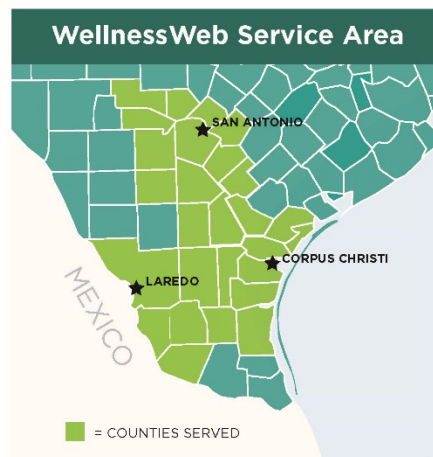 WellnessWeb Service Area
SAN ANTONIO
CORPUS CHRISTI
LAREDO
MEXICO
= COUNTIES SERVED